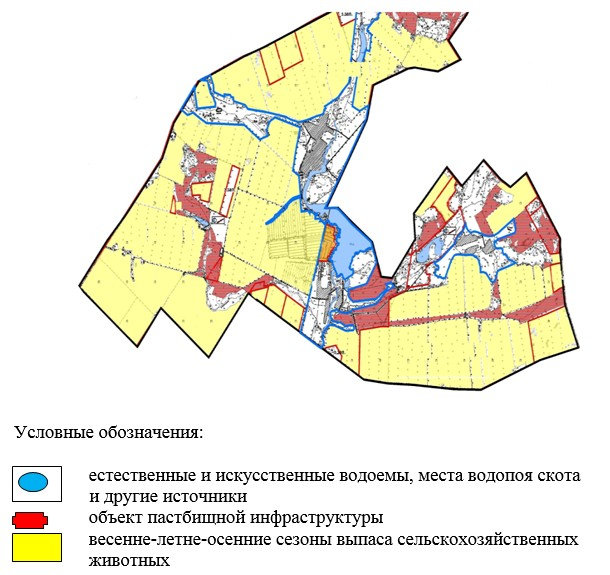 Условные обозначения:
естественные и искусственные водоемы, места водопоя скота
и другие источники
объект пастбищной инфраструктуры
весенне-летне-осенние сезоны выпаса сельскохозяйственных
животных